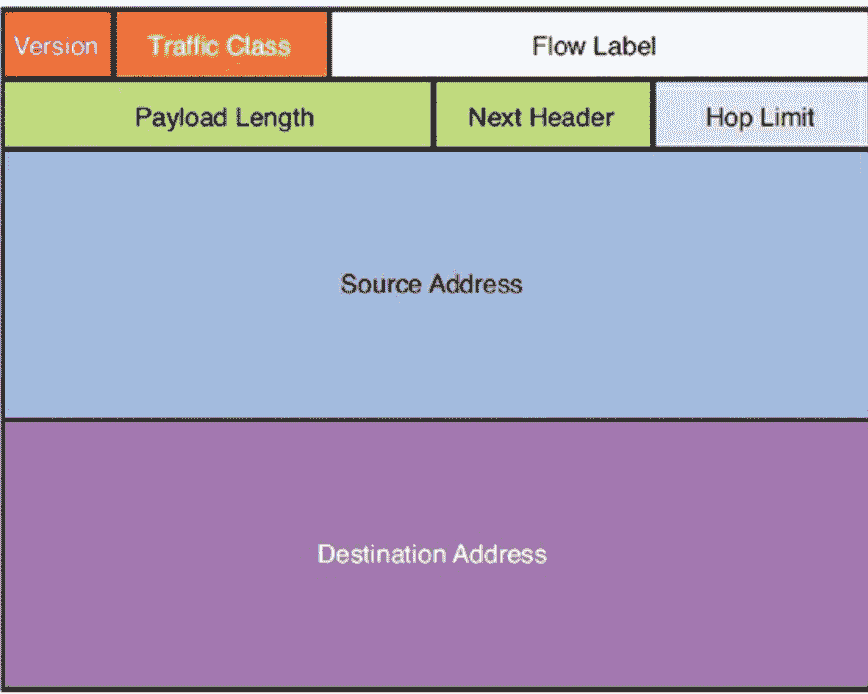 Version Traffic Class Flow Label
Payload Length Next Header Hop Limit
Source Address
Destination Address